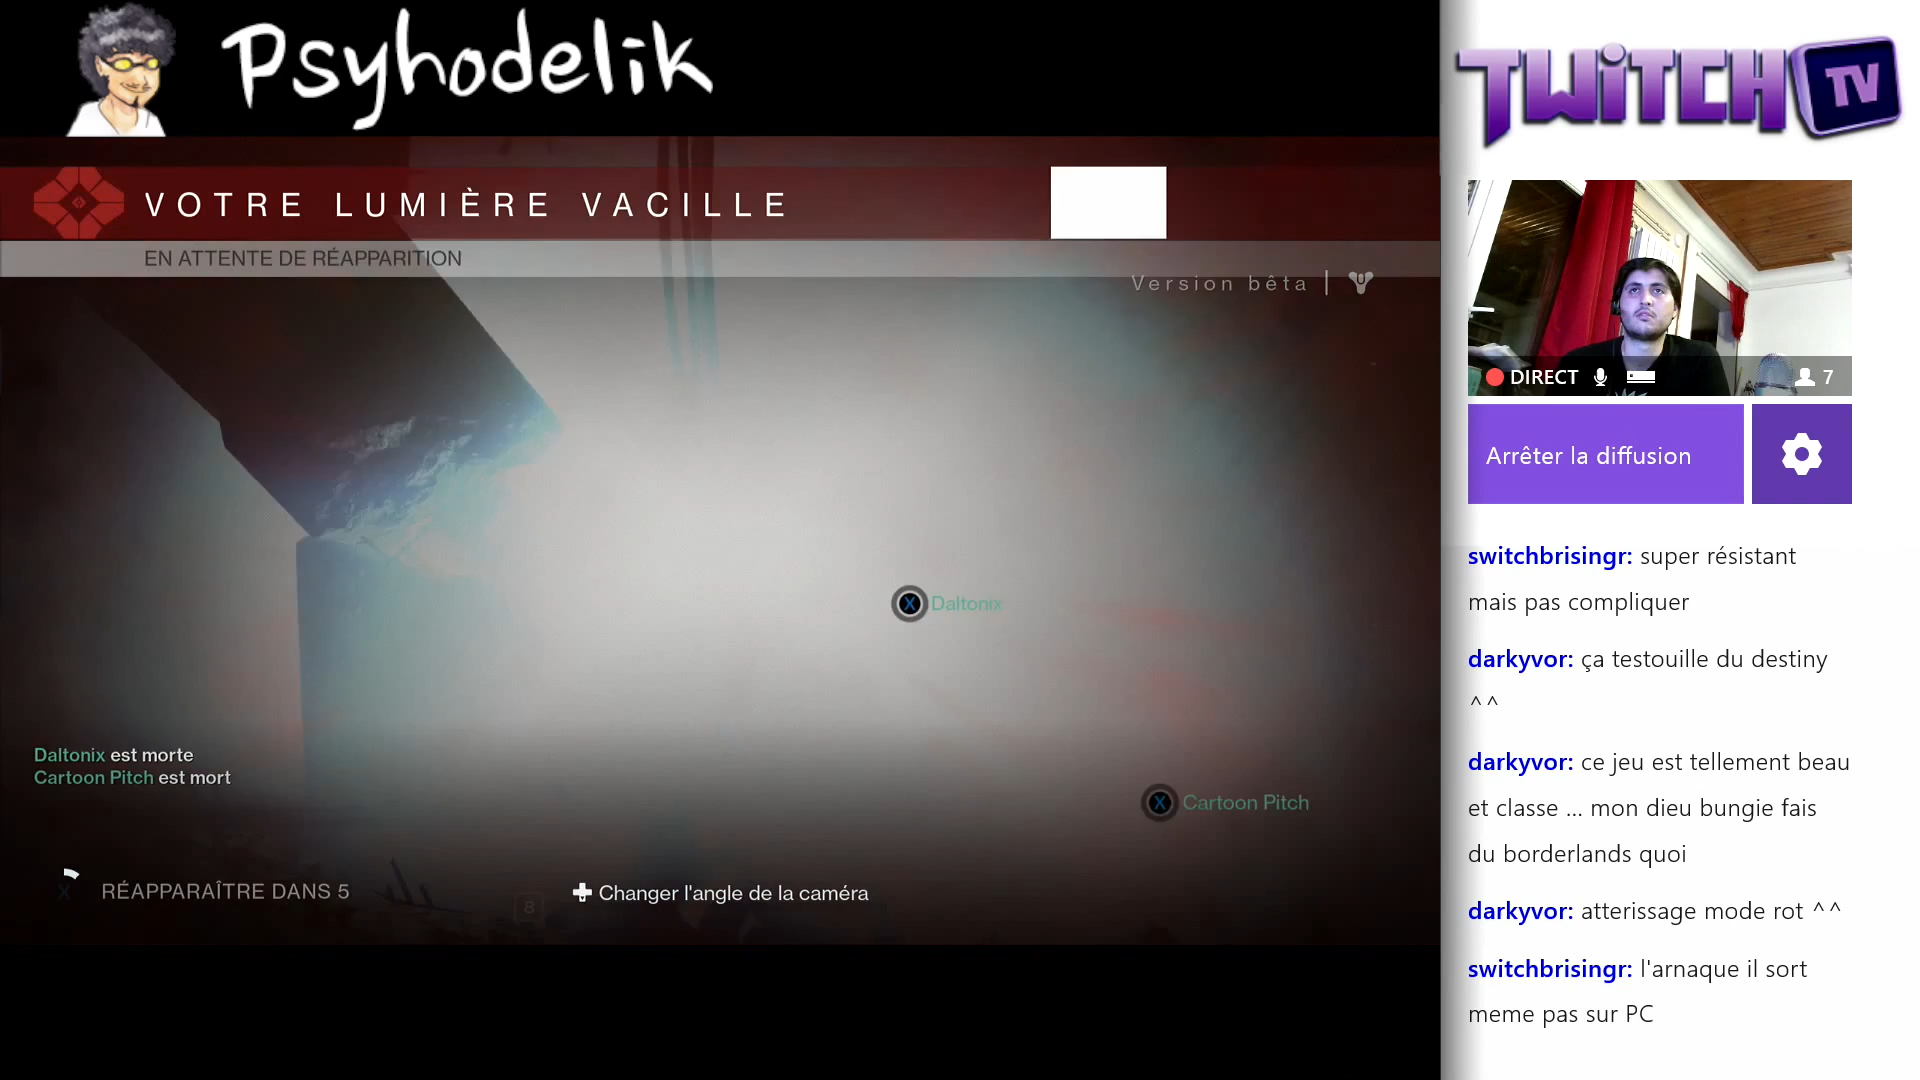 Psyhodelik
TWiTCH TV
VOTRE LUMIÈRE VACILLE
EN ATTENTE DE RÉAPPARITION
Version bêta |
DIRECT
7
Arrêter la diffusion
X Daltonix
X Cartoon Pitch
Daltonix est morte
Cartoon Pitch est mort
X RÉAPPARAÎTRE DANS 5
8
Changer l'angle de la caméra
switchbrisingr: super résistant
mais pas compliquer
darkyvor: ça testouille du destiny
^^
darkyvor: ce jeu est tellement beau
et classe ... mon dieu bungie fais
du borderlands quoi
darkyvor: atterissage mode rot ^^
switchbrisingr: l'arnaque il sort
meme pas sur PC